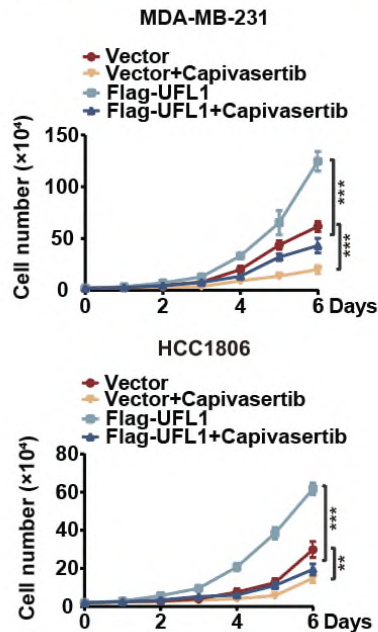 MDA-MB-231
Vector
Vector+Capivasertib
Flag-UFL1
Flag-UFL1+Capivasertib
Cell number (×10⁴)
150
100
50
0
0 2 4 6 Days
***
***
HCC1806
Vector
Vector+Capivasertib
Flag-UFL1
Flag-UFL1+Capivasertib
Cell number (×10⁴)
80
60
40
20
0
0 2 4 6 Days
***
**